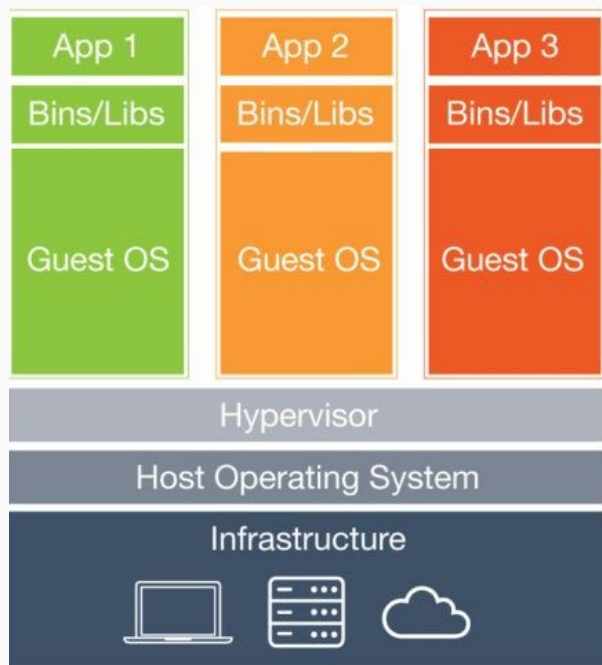 App 1
App 2
App 3
Bins/Libs
Bins/Libs
Bins/Libs
Guest OS
Guest OS
Guest OS
Hypervisor
Host Operating System
Infrastructure